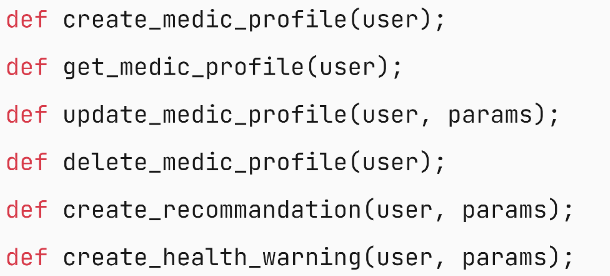 def create_medic_profile(user);
def get_medic_profile(user);
def update_medic_profile(user, params);
def delete_medic_profile(user);
def create_recommandation(user, params);
def create_health_warning(user, params);